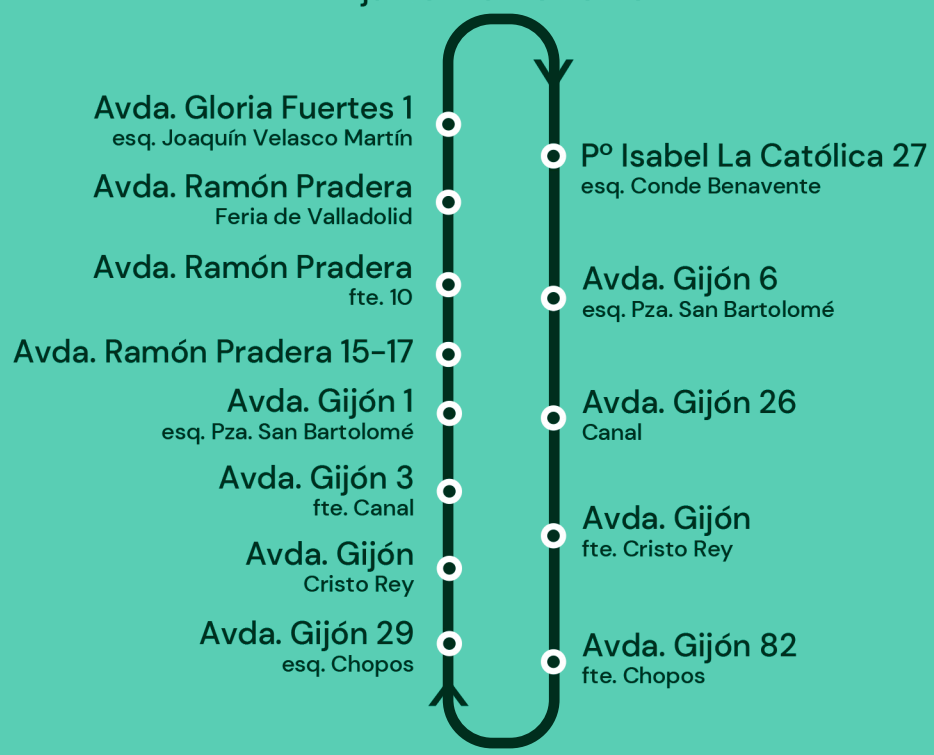 Avda. Gloria Fuertes 1
esq. Joaquín Velasco Martín
Avda. Ramón Pradera
Feria de Valladolid
Avda. Ramón Pradera
fte. 10
Avda. Ramón Pradera 15-17
Avda. Gijón 1
esq. Pza. San Bartolomé
Avda. Gijón 3
fte. Canal
Avda. Gijón
Cristo Rey
Avda. Gijón 29
esq. Chopos
Pº Isabel La Católica 27
esq. Conde Benavente
Avda. Gijón 6
esq. Pza. San Bartolomé
Avda. Gijón 26
Canal
Avda. Gijón
fte. Cristo Rey
Avda. Gijón 82
fte. Chopos